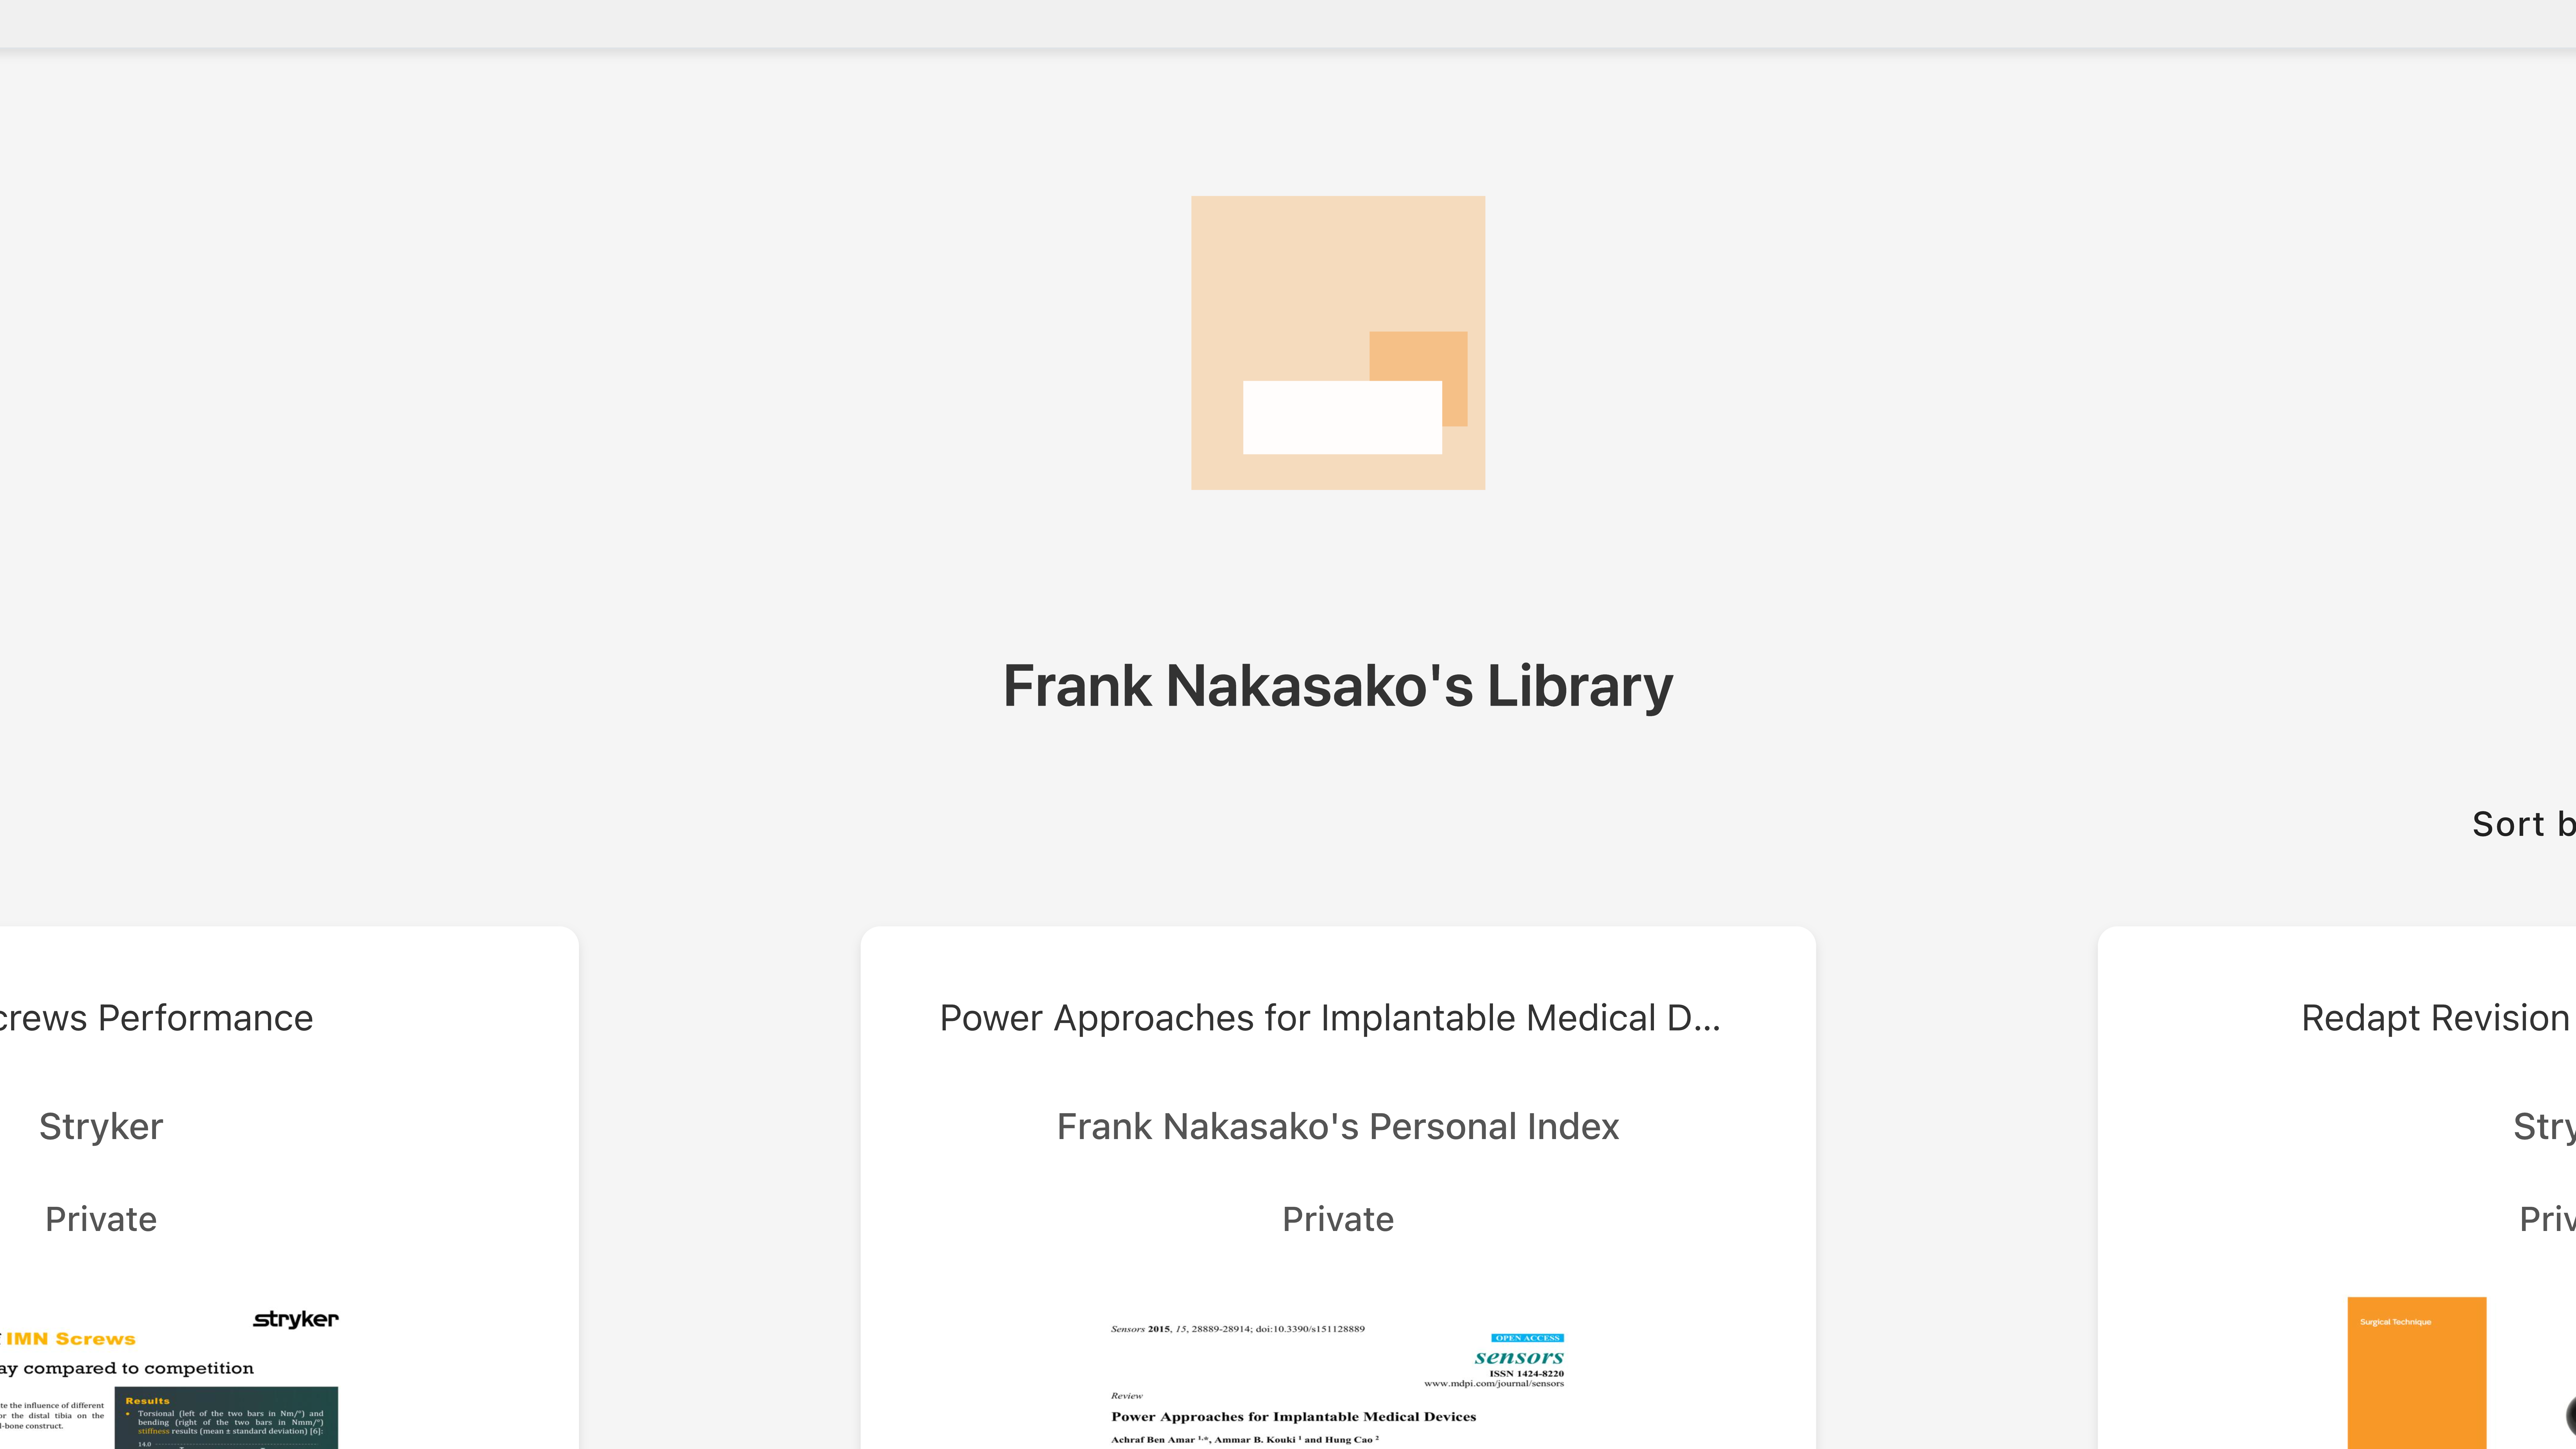 Frank Nakasako's Library
Sort b
crews Performance
Stryker
Private
stryker
IMN Screws
ay compared to competition
te the influence of different
or the distal tibia on the
l-bone construct.
Results
• Torsional (left of the two bars in Nm/°) and
bending (right of the two bars in Nmm/°)
stiffness results (mean ± standard deviation) [6]:
14.0
Power Approaches for Implantable Medical D...
Frank Nakasako's Personal Index
Private
Sensors 2015, 15, 28889-28914; doi:10.3390/s151128889
OPEN ACCESS
sensors
ISSN 1424-8220
www.mdpi.com/journal/sensors
Review
Power Approaches for Implantable Medical Devices
Achraf Ben Amar 1,*, Ammar B. Kouki 1 and Hung Cao 2
Redapt Revision
Stry
Priv
Surgical Technique